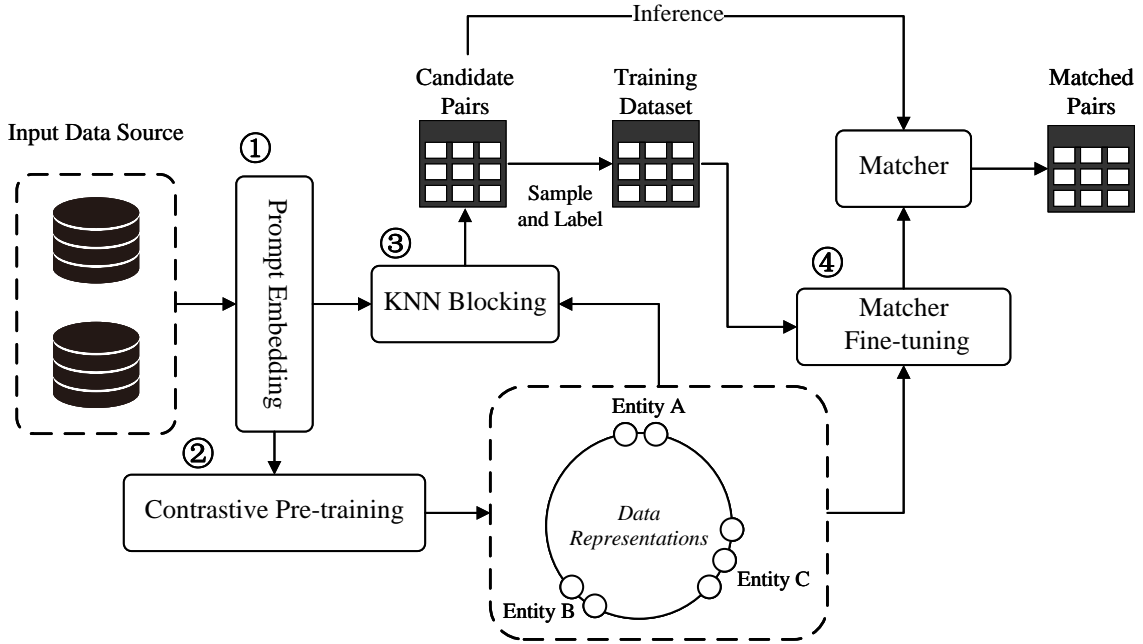 Inference
Candidate
Pairs
Training
Dataset
Matched
Pairs
Input Data Source
①
Matcher
Prompt Embedding
Sample
and Label
③
④
KNN Blocking
Matcher
Fine-tuning
②
Contrastive Pre-training
Entity A
Data
Representations
Entity C
Entity B